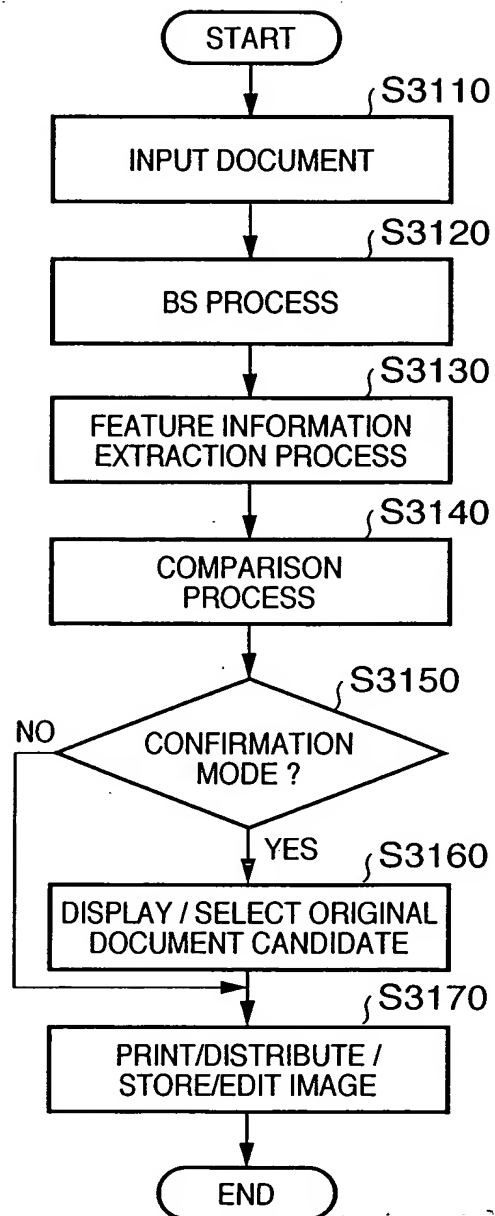 START
S3110
INPUT DOCUMENT
S3120
BS PROCESS
S3130
FEATURE INFORMATION
EXTRACTION PROCESS
S3140
COMPARISON
PROCESS
S3150
NO
CONFIRMATION
MODE ?
YES
S3160
DISPLAY / SELECT ORIGINAL
DOCUMENT CANDIDATE
S3170
PRINT/DISTRIBUTE /
STORE/EDIT IMAGE
END